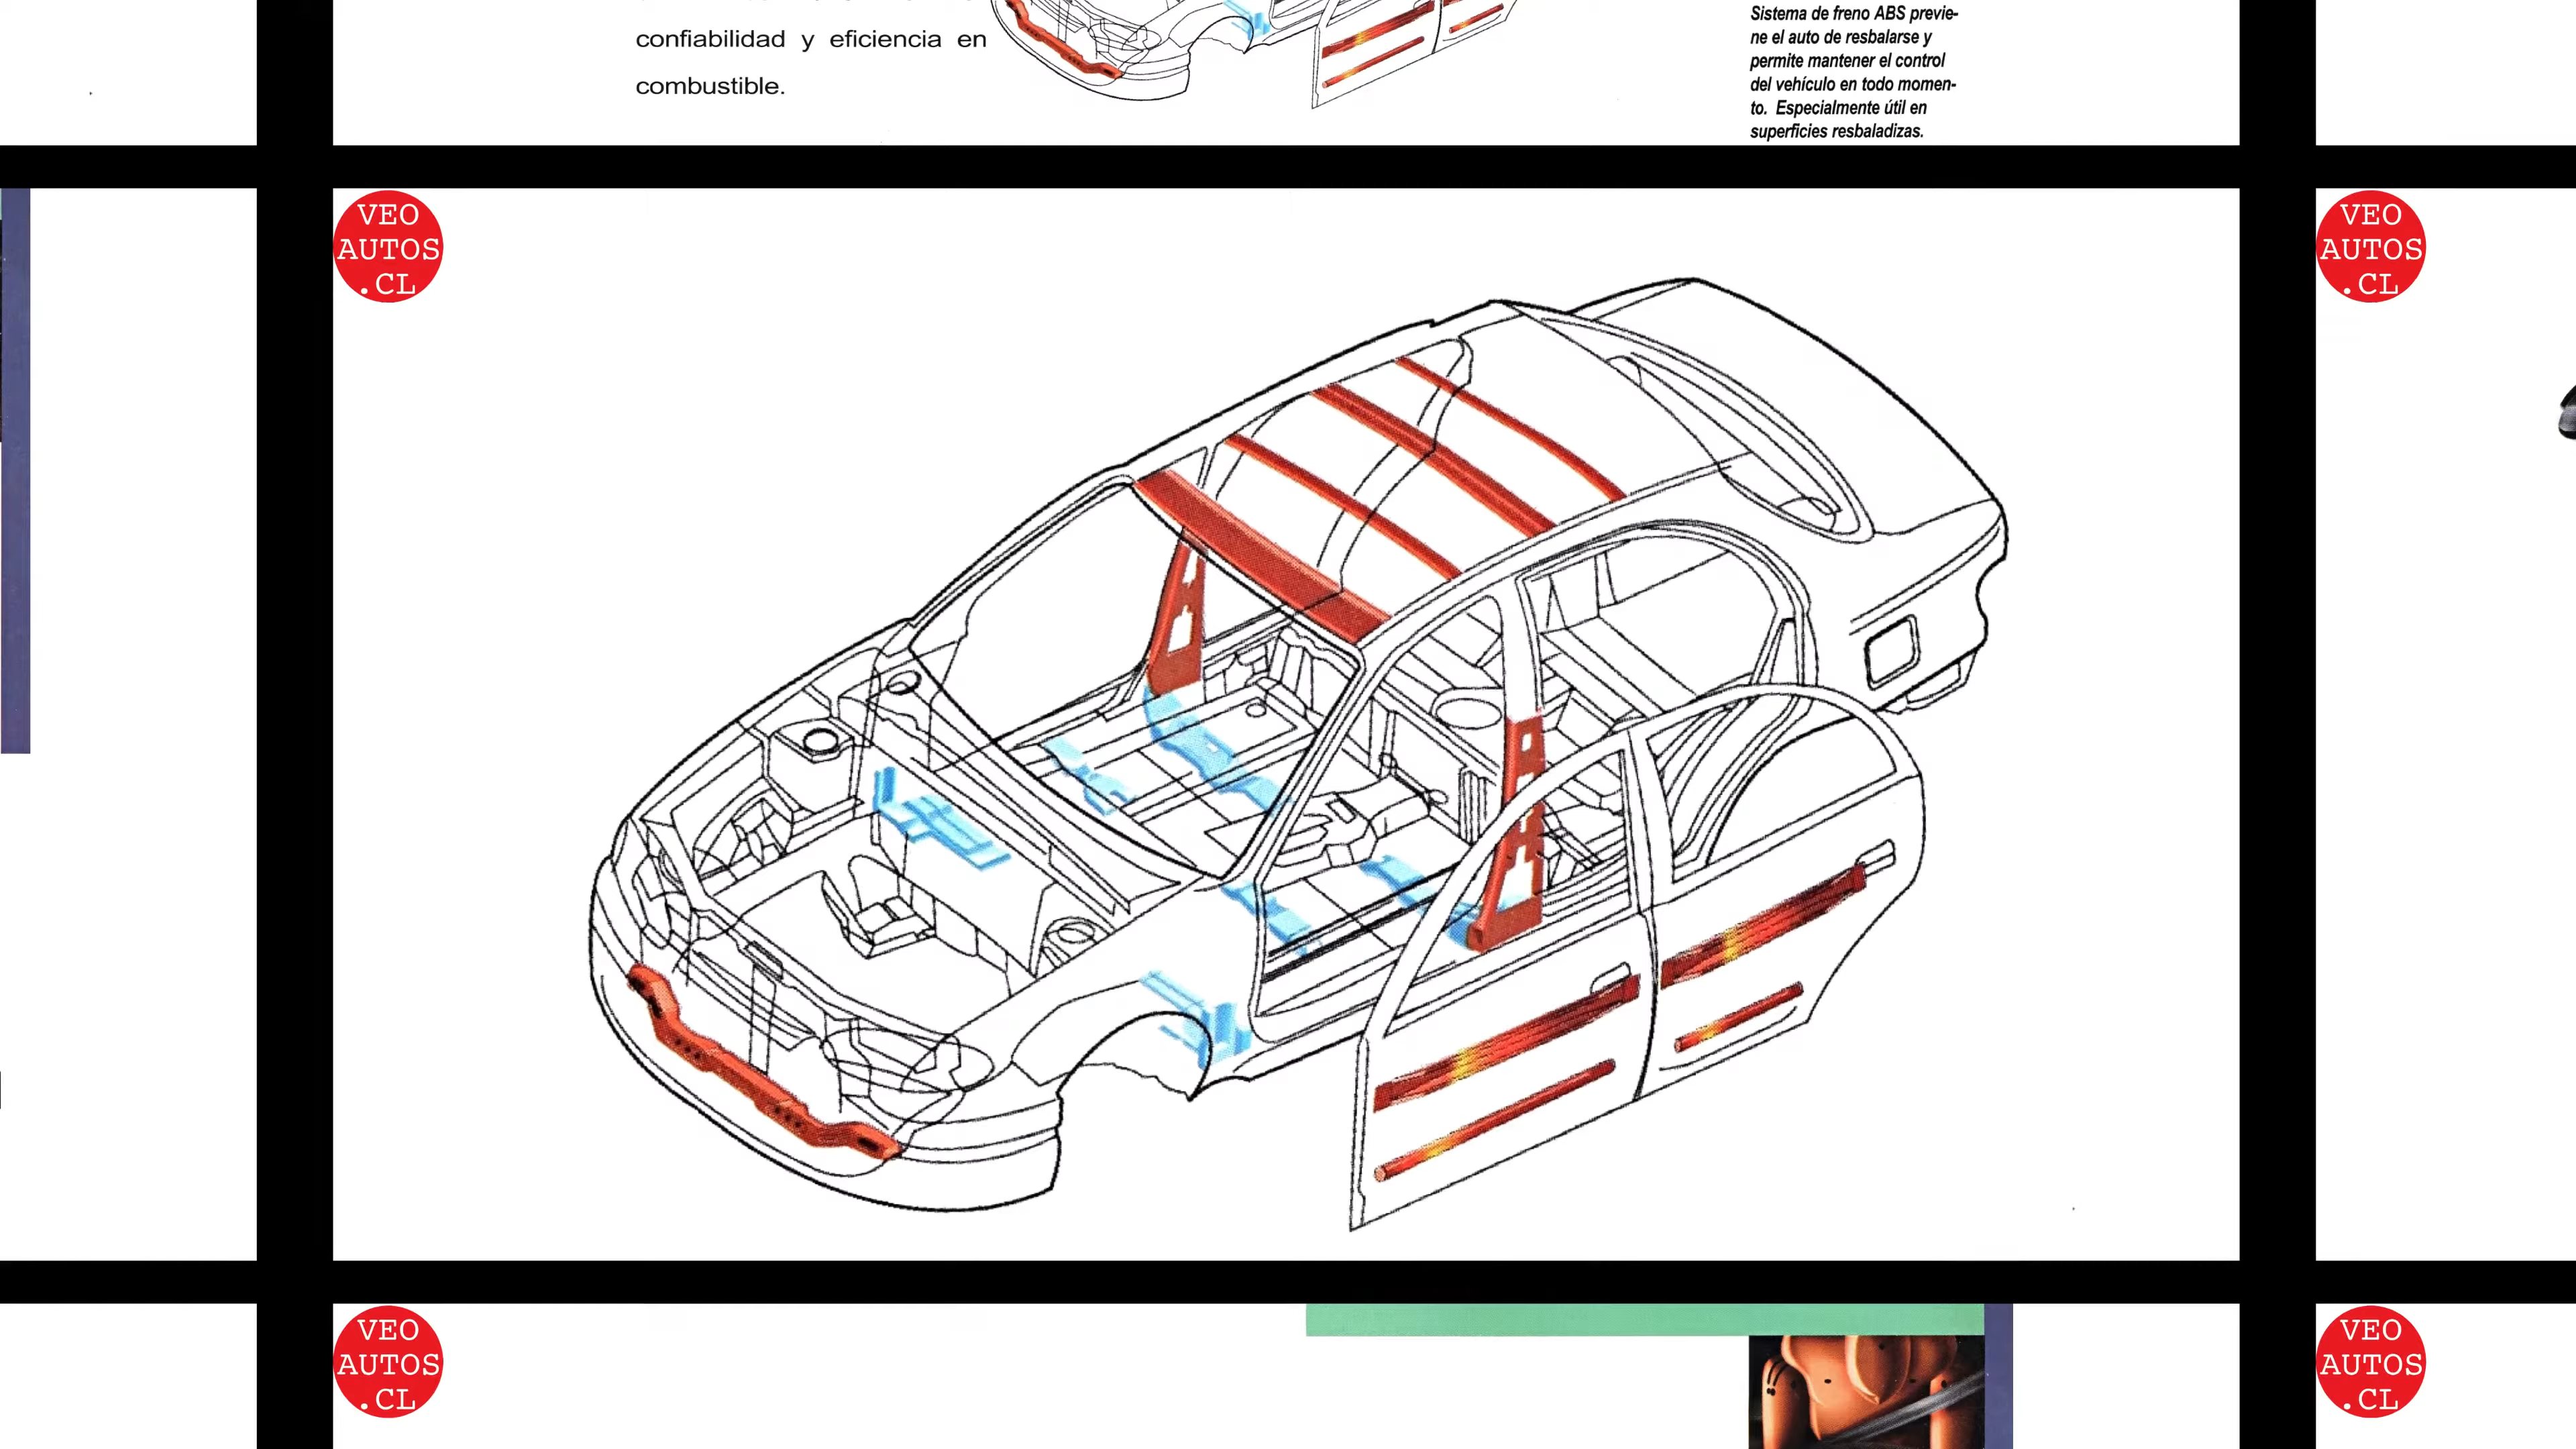 confiabilidad y eficiencia en
combustible.
Sistema de freno ABS previe-
ne el auto de resbalarse y
permite mantener el control
del vehículo en todo momen-
to. Especialmente útil en
superficies resbaladizas.
VEO
AUTOS
.CL
VEO
AUTOS
.CL
VEO
AUTOS
.CL
VEO
AUTOS
.CL